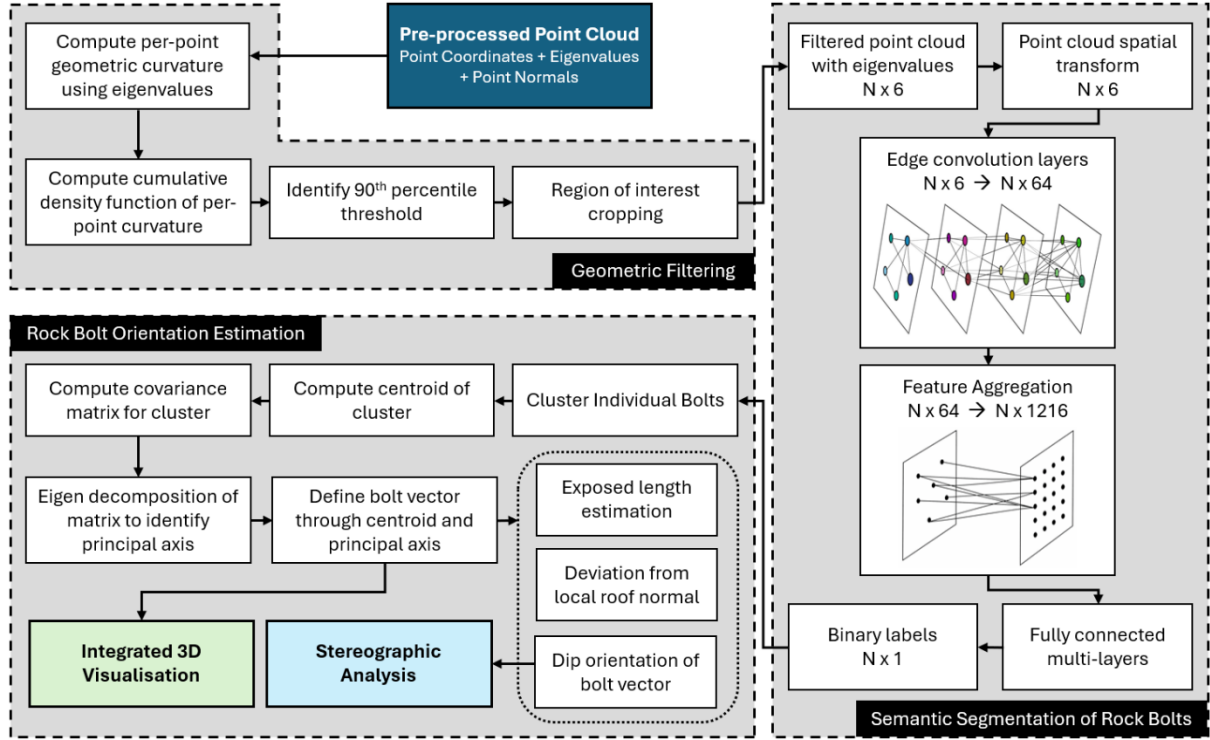 Pre-processed Point Cloud
Point Coordinates + Eigenvalues
+ Point Normals
Compute per-point
geometric curvature
using eigenvalues
Compute cumulative
density function of per-
point curvature
Identify 90th percentile
threshold
Region of interest
cropping
Geometric Filtering
Filtered point cloud
with eigenvalues
N x 6
Point cloud spatial
transform
N x 6
Edge convolution layers
N x 6 → N x 64
Feature Aggregation
N x 64 → N x 1216
Fully connected
multi-layers
Binary labels
N x 1
Semantic Segmentation of Rock Bolts
Rock Bolt Orientation Estimation
Cluster Individual Bolts
Compute centroid of
cluster
Compute covariance
matrix for cluster
Eigen decomposition of
matrix to identify
principal axis
Define bolt vector
through centroid and
principal axis
Exposed length
estimation
Deviation from
local roof normal
Dip orientation of
bolt vector
Stereographic
Analysis
Integrated 3D
Visualisation